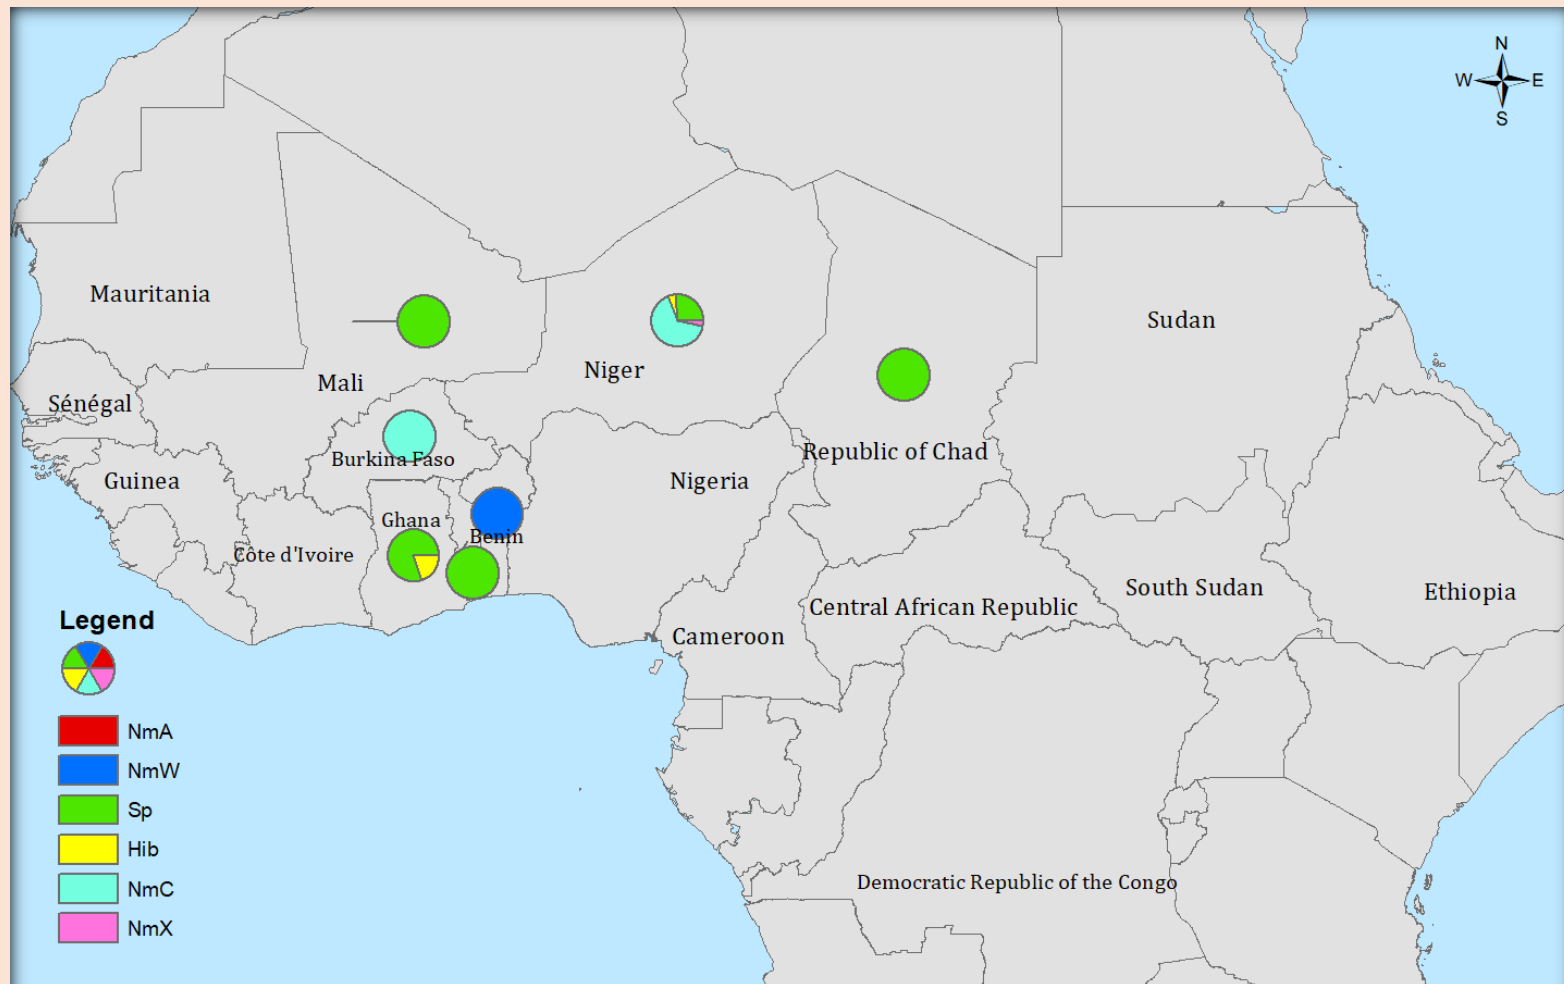 N
W E
S
Mauritania
Sudan
Niger
Mali
Sénégal
Republic of Chad
Burkina Faso
Guinea
Nigeria
Ghana
Benin
Côte d'Ivoire
South Sudan
Ethiopia
Central African Republic
Cameroon
Democratic Republic of the Congo
Legend
NmA
NmW
Sp
Hib
NmC
NmX